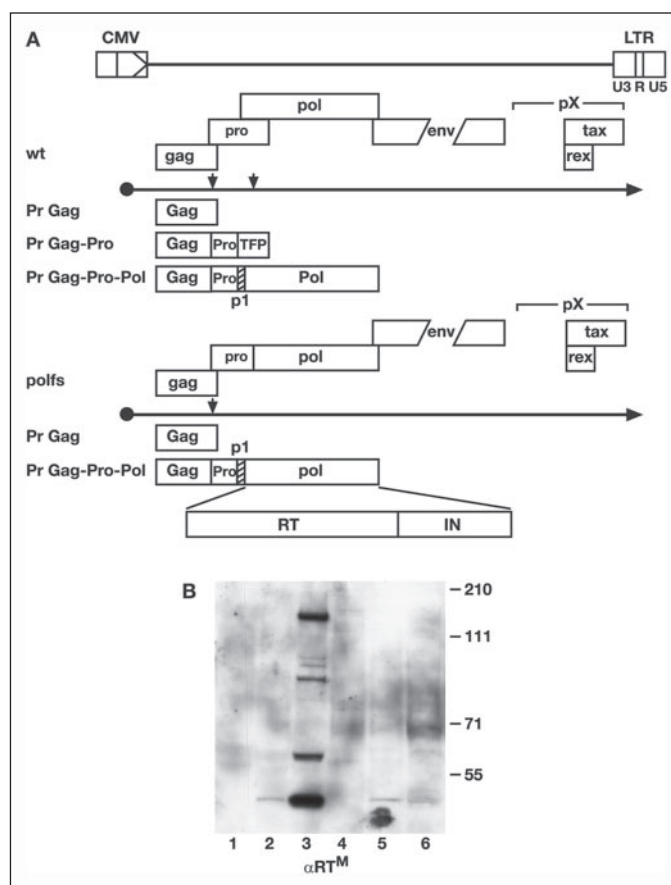 A
CMV
LTR
U3 R U5
pol
pX
pro
env
tax
wt
gag
rex
Pr Gag
Gag
Pr Gag-Pro
Gag Pro TFP
Pr Gag-Pro-Pol
Gag Pro Pol
p1
pX
env
tax
pro pol
rex
polfs
gag
Pr Gag
Gag
p1
Pr Gag-Pro-Pol
Gag Pro pol
RT IN
B
210
111
71
55
1 2 3 4 5 6
αRTᴹ